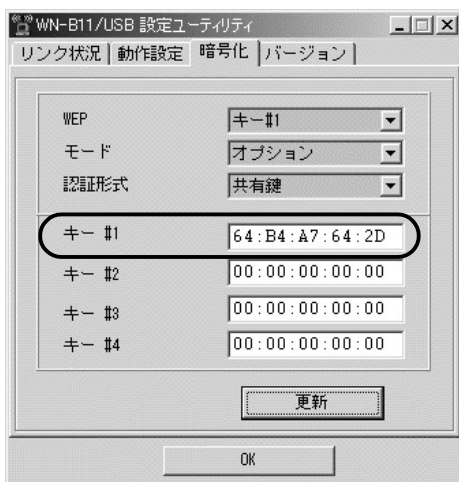 WN-B11/USB 設定ユーティリティ
リンク状況 動作設定 暗号化 バージョン
WEP キー#1
モード オプション
認証形式 共有鍵
キー #1 64:B4:A7:64:2D
キー #2 00:00:00:00:00
キー #3 00:00:00:00:00
キー #4 00:00:00:00:00
更新
OK